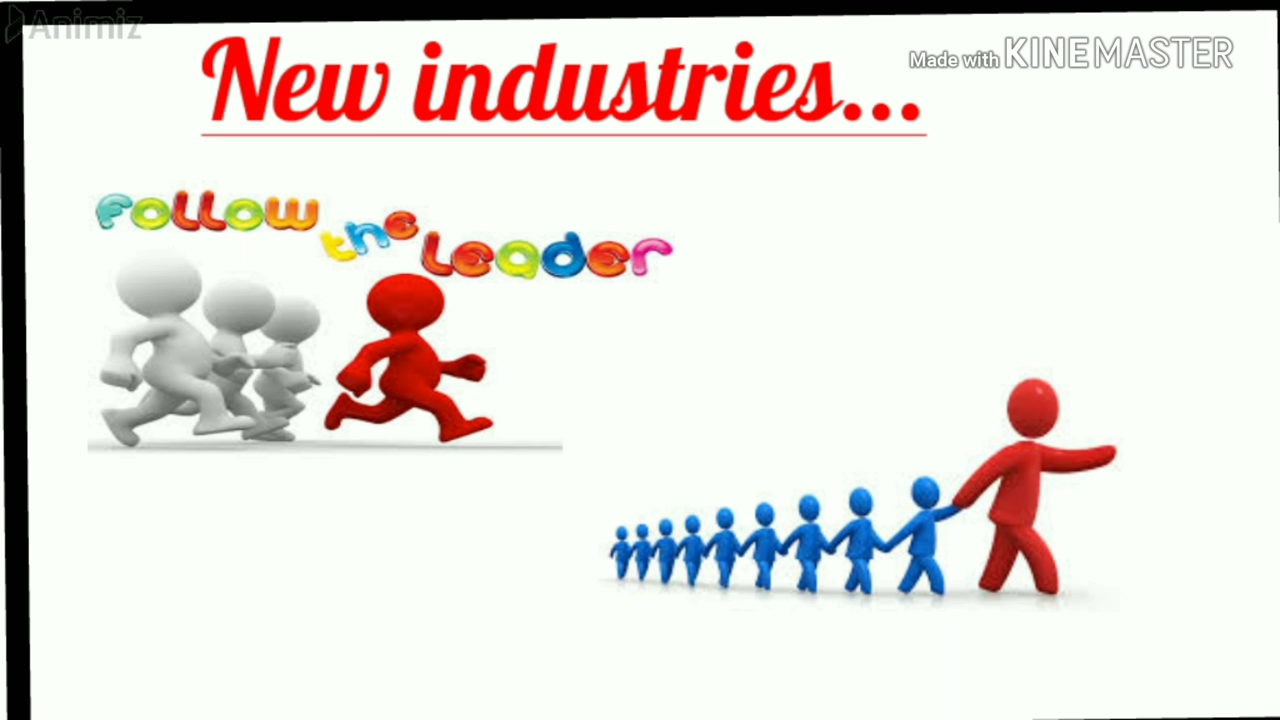 Animiz
New industries...
Made with KINEMASTER
Follow the Leader